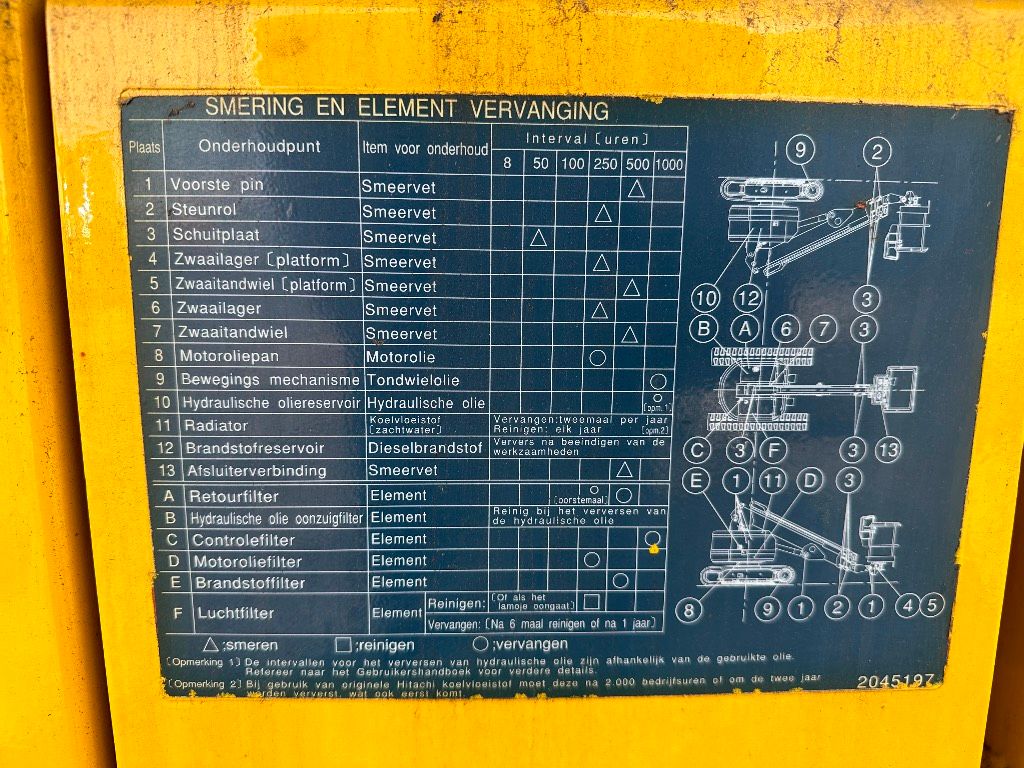 SMERING EN ELEMENT VERVANGING
Plaats Onderhoudpunt Item voor onderhoud Interval (uren)
8 50 100 250 500 1000
1 Voorste pin Smeervet △
2 Steunrol Smeervet △
3 Schuitplaat Smeervet △
4 Zwaailager (platform) Smeervet △
5 Zwaaitandwiel (platform) Smeervet △
6 Zwaailager Smeervet △
7 Zwaaitandwiel Smeervet △
8 Motoroliepan Motorolie ○
9 Bewegings mechanisme Tondwielolie ○
10 Hydraulische oliereservoir Hydraulische olie ○ (opm.1)
11 Radiator Koelvloeistof (zachtwater) Vervangen:tweemaal per jaar
Reinigen: eik jaar (opm.2)
12 Brandstofreservoir Dieselbrandstof Ververs na beeindigen van de
werkzaamheden
13 Afsluiterverbinding Smeervet △
A Retourfilter Element ○ (oorstemaal) ○
B Hydraulische olie oonzuigfilter Element Reinig bij het verversen van
de hydraulische olie
C Controlefilter Element ○
D Motoroliefilter Element ○
E Brandstoffilter Element ○
F Luchtfilter Element Reinigen: (Of als het
lamoje oongaat) □
Vervangen: (Na 6 maal reinigen of na 1 jaar)
△;smeren □;reinigen ○;vervangen
(Opmerking 1) De intervallen voor het verversen van hydraulische olie zijn afhankelijk van de gebruikte olie.
Refereer naar het Gebruikershandboek voor verdere details.
(Opmerking 2) Bij gebruik van originele Hitachi koelvloeistof moet deze na 2.000 bedrijfsuren of om de twee jaar
worden ververst, wat ook eerst komt.
2045197
9 2
10 12 3
B A 6 7 3
C 3 F 3 13
E 1 11 D 3
8 9 1 2 1 4 5